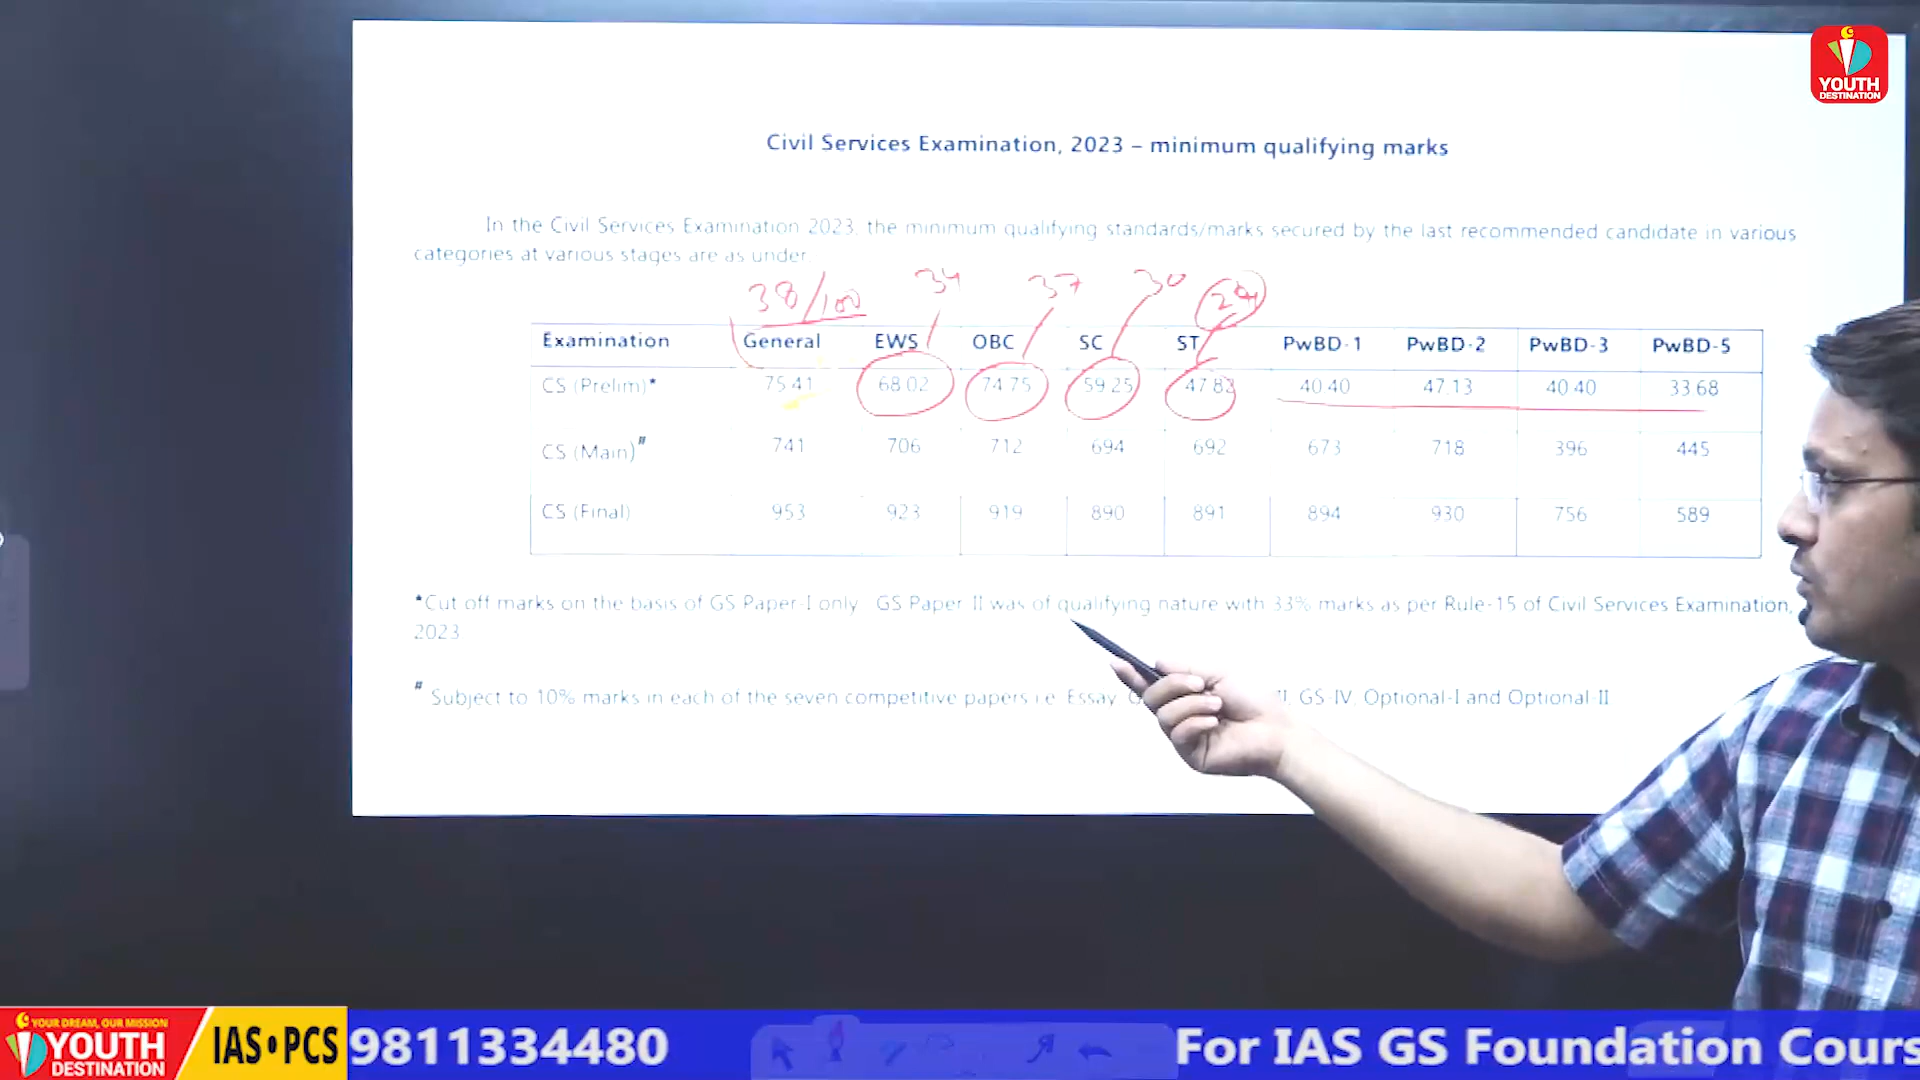 YOUTH
DESTINATION
Civil Services Examination, 2023 – minimum qualifying marks
In the Civil Services Examination 2023, the minimum qualifying standards/marks secured by the last recommended candidate in various
categories at various stages are as under
38/100 34 37 30
Examination General EWS OBC SC ST PwBD-1 PwBD-2 PwBD-3 PwBD-5
CS (Prelim)* 75.41 68.02 74.75 59.25 47.82 40.40 47.13 40.40 33.68
CS (Main)# 741 706 712 694 692 673 718 396 445
CS (Final) 953 923 919 890 891 894 930 756 589
*Cut off marks on the basis of GS Paper-I only GS Paper II was of qualifying nature with 33% marks as per Rule-15 of Civil Services Examination,
2023
# Subject to 10% marks in each of the seven competitive papers i.e. Essay GS-IV, Optional-I and Optional-II
YOUR DREAM, OUR MISSION
YOUTH
DESTINATION
IAS•PCS
9811334480
For IAS GS Foundation Cours